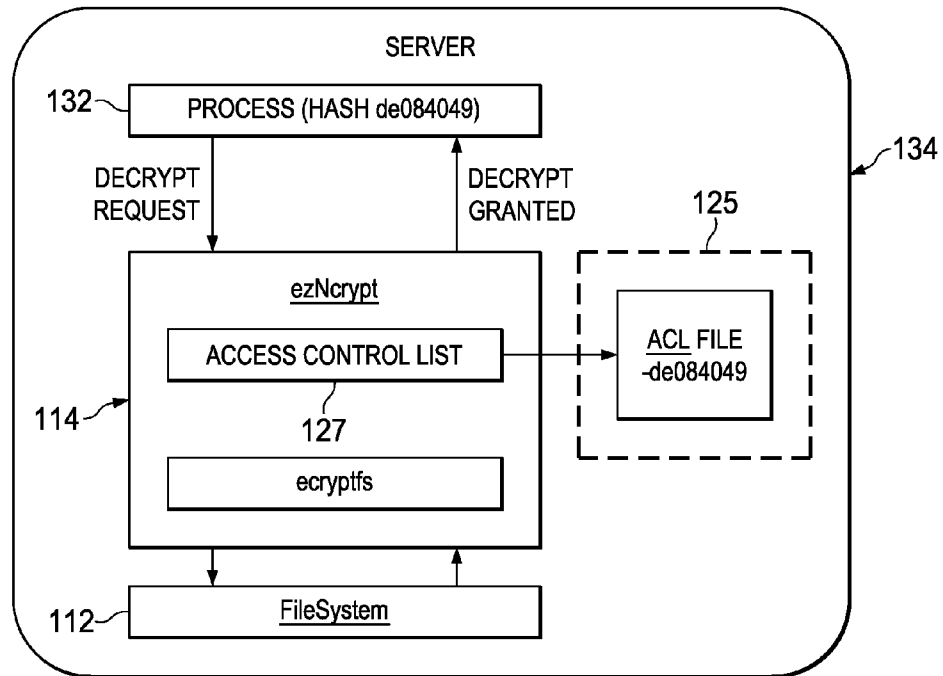 SERVER
132
PROCESS (HASH de084049)
134
DECRYPT
REQUEST
DECRYPT
GRANTED
125
ezNcrypt
ACCESS CONTROL LIST
ACL FILE
-de084049
114
127
ecryptfs
112
FileSystem